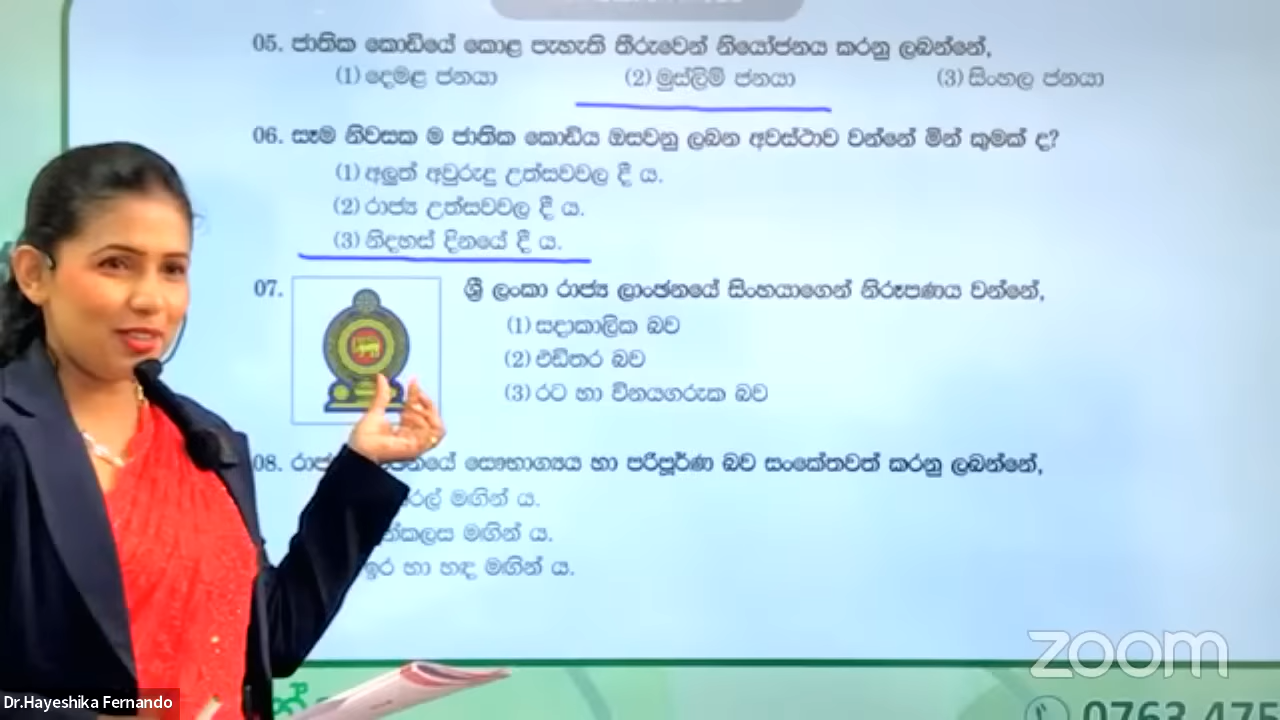 05. ජාතික කොඩියේ කොළ පැහැති තීරුවෙන් නියෝජනය කරනු ලබන්නේ,
(1) දෙමළ ජනයා (2) මුස්ලිම් ජනයා (3) සිංහල ජනයා
06. සෑම නිවසක ම ජාතික කොඩිය ඔසවනු ලබන අවස්ථාව වන්නේ මින් කුමක් ද?
(1) අලුත් අවුරුදු උත්සවවල දී ය.
(2) රාජ්‍ය උත්සවවල දී ය.
(3) නිදහස් දිනයේ දී ය.
07. ශ්‍රී ලංකා රාජ්‍ය ලාංඡනයේ සිංහයාගෙන් නිරූපණය වන්නේ,
(1) සදාකාලික බව
(2) එඩිතර බව
(3) රට හා විනයගරුක බව
08. සෞභාග්‍යය හා පරිපූර්ණ බව සංකේතවත් කරනු ලබන්නේ,
මගින් ය.
මගින් ය.
ඉර හා හඳ මගින් ය.
zoom
Dr.Hayeshika Fernando
0763 475